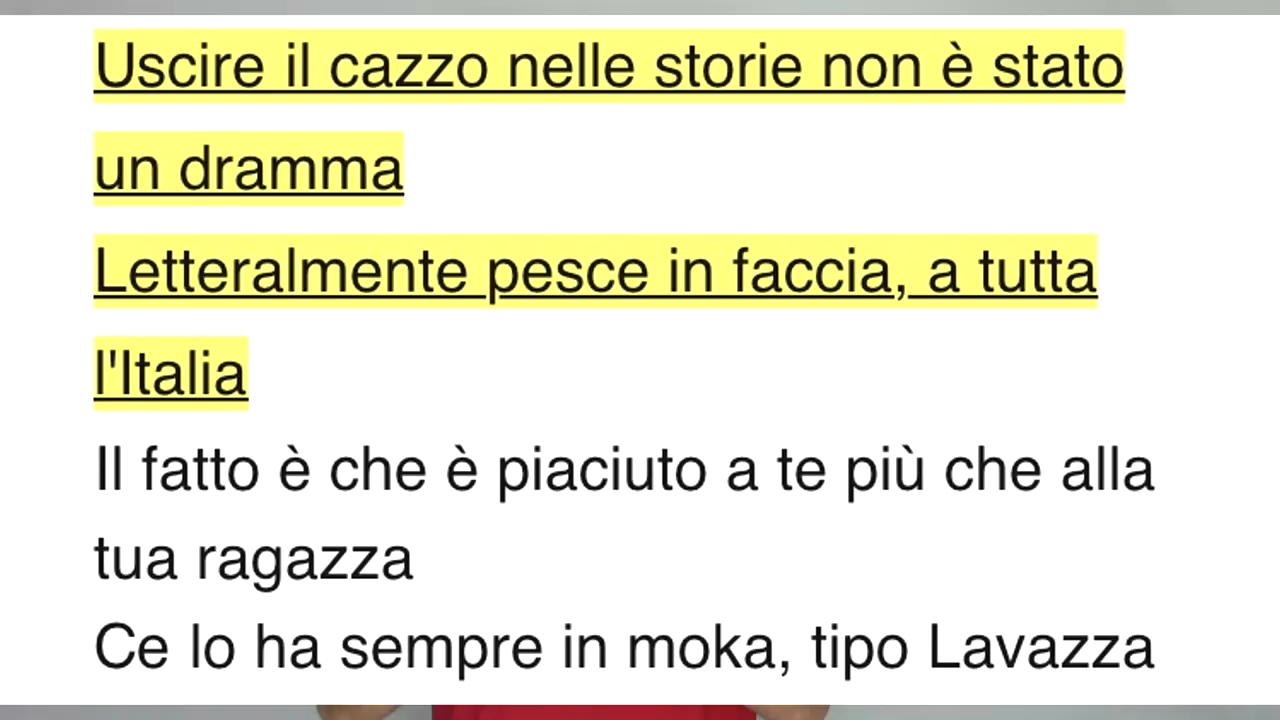 Uscire il cazzo nelle storie non è stato
un dramma
Letteralmente pesce in faccia, a tutta
l'Italia
Il fatto è che è piaciuto a te più che alla
tua ragazza
Ce lo ha sempre in moka, tipo Lavazza